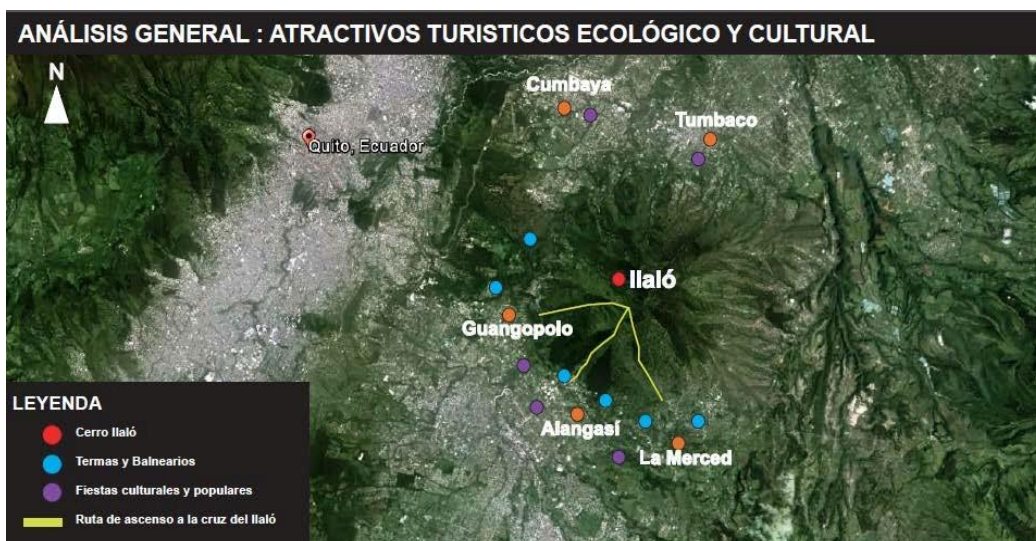 ANÁLISIS GENERAL : ATRACTIVOS TURISTICOS ECOLÓGICO Y CULTURAL
N
Cumbaya
Tumbaco
Quito, Ecuador
Ilaló
Guangopolo
Alangasí
La Merced
LEYENDA
Cerro Ilaló
Termas y Balnearios
Fiestas culturales y populares
Ruta de ascenso a la cruz del Ilaló